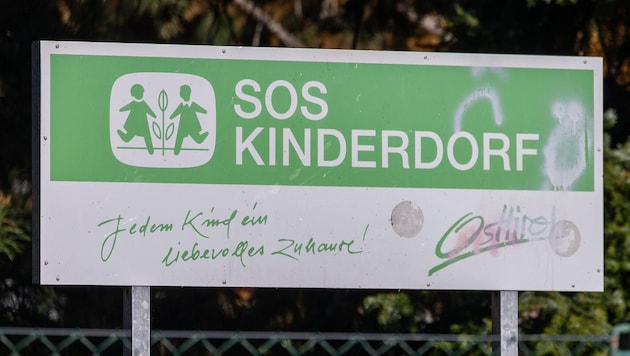 SOS
KINDERDORF
Jedem Kind ein
liebevolles Zuhause!
Osttirol